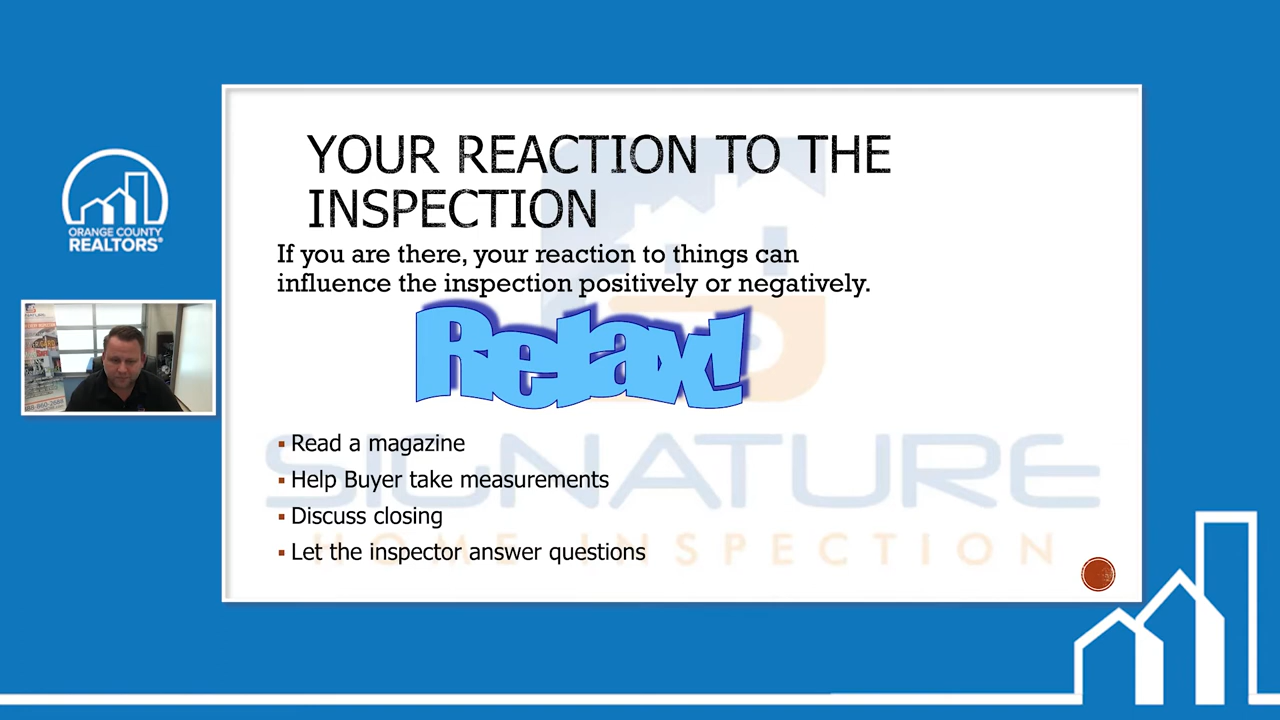 YOUR REACTION TO THE
INSPECTION
If you are there, your reaction to things can
influence the inspection positively or negatively.
Relax!
▪ Read a magazine
▪ Help Buyer take measurements
▪ Discuss closing
▪ Let the inspector answer questions
SIGNATURE
HOME INSPECTION
ORANGE COUNTY
REALTORS®